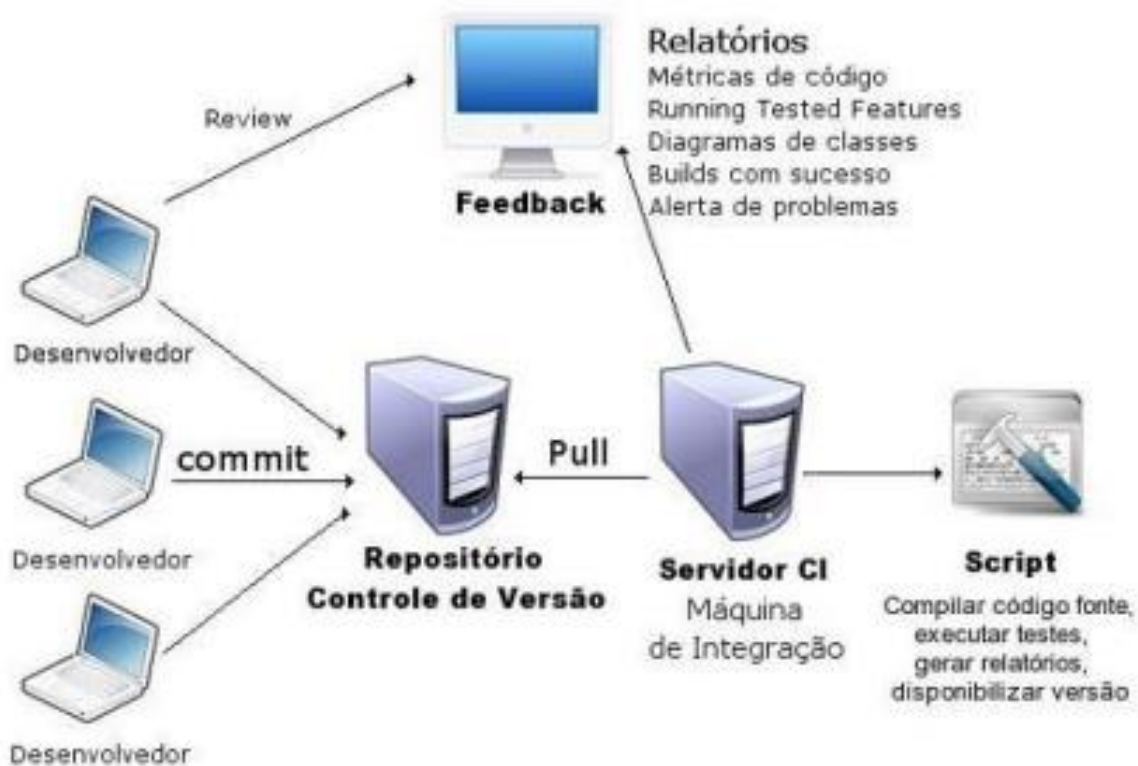 Relatórios
Métricas de código
Running Tested Features
Diagramas de classes
Builds com sucesso
Alerta de problemas
Review
Feedback
Desenvolvedor
commit
Pull
Desenvolvedor
Repositório
Controle de Versão
Servidor CI
Máquina
de Integração
Script
Compilar código fonte,
executar testes,
gerar relatórios,
disponibilizar versão
Desenvolvedor